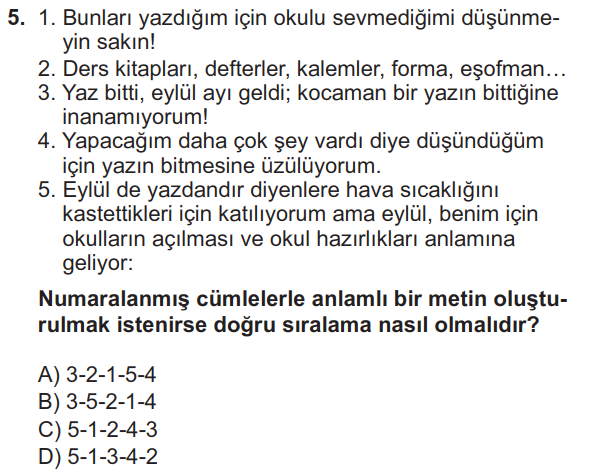 5. 1. Bunları yazdığım için okulu sevmediğimi düşünme-
yin sakın!
2. Ders kitapları, defterler, kalemler, forma, eşofman…
3. Yaz bitti, eylül ayı geldi; kocaman bir yazın bittiğine
inanamıyorum!
4. Yapacağım daha çok şey vardı diye düşündüğüm
için yazın bitmesine üzülüyorum.
5. Eylül de yazdandır diyenlere hava sıcaklığını
kastettikleri için katılıyorum ama eylül, benim için
okulların açılması ve okul hazırlıkları anlamına
geliyor:
Numaralanmış cümlelerle anlamlı bir metin oluştu-
rulmak istenirse doğru sıralama nasıl olmalıdır?
A) 3-2-1-5-4
B) 3-5-2-1-4
C) 5-1-2-4-3
D) 5-1-3-4-2